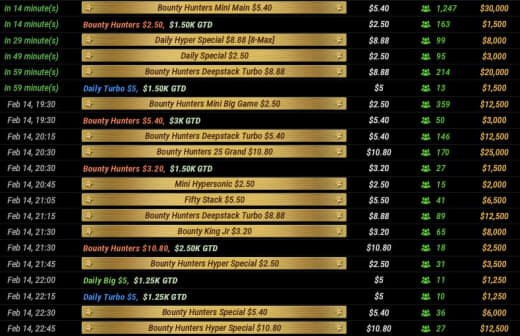 In 14 minute(s) Bounty Hunters Mini Main $5.40 $5.40 1,247 $30,000
In 14 minute(s) Bounty Hunters $2.50, $1.50K GTD $2.50 163 $1,500
In 29 minute(s) Daily Hyper Special $8.88 [8-Max] $8.88 99 $8,000
In 49 minute(s) Daily Special $2.50 $2.50 95 $3,000
In 59 minute(s) Bounty Hunters Deepstack Turbo $8.88 $8.88 214 $20,000
In 59 minute(s) Daily Turbo $5, $1.50K GTD $5 13 $1,500
Feb 14, 19:30 Bounty Hunters Mini Big Game $2.50 $2.50 359 $12,500
Feb 14, 19:30 Bounty Hunters $5.40, $3K GTD $5.40 50 $3,000
Feb 14, 20:15 Bounty Hunters Deepstack Turbo $5.40 $5.40 146 $12,500
Feb 14, 20:30 Bounty Hunters 25 Grand $10.80 $10.80 170 $25,000
Feb 14, 20:30 Bounty Hunters $3.20, $1.50K GTD $3.20 27 $1,500
Feb 14, 20:45 Mini Hypersonic $2.50 $2.50 15 $2,000
Feb 14, 21:05 Fifty Stack $5.50 $5.50 41 $6,500
Feb 14, 21:15 Bounty Hunters Deepstack Turbo $8.88 $8.88 89 $12,500
Feb 14, 21:30 Bounty King Jr $3.20 $3.20 65 $8,000
Feb 14, 21:30 Bounty Hunters $10.80, $2.50K GTD $10.80 18 $2,500
Feb 14, 21:45 Bounty Hunters Hyper Special $2.50 $2.50 31 $3,500
Feb 14, 22:00 Daily Big $5, $1.25K GTD $5 11 $1,250
Feb 14, 22:15 Daily Turbo $5, $1.25K GTD $5 10 $1,250
Feb 14, 22:30 Bounty Hunters Special $5.40 $5.40 36 $6,000
Feb 14, 22:45 Bounty Hunters Hyper Special $10.80 $10.80 27 $12,500